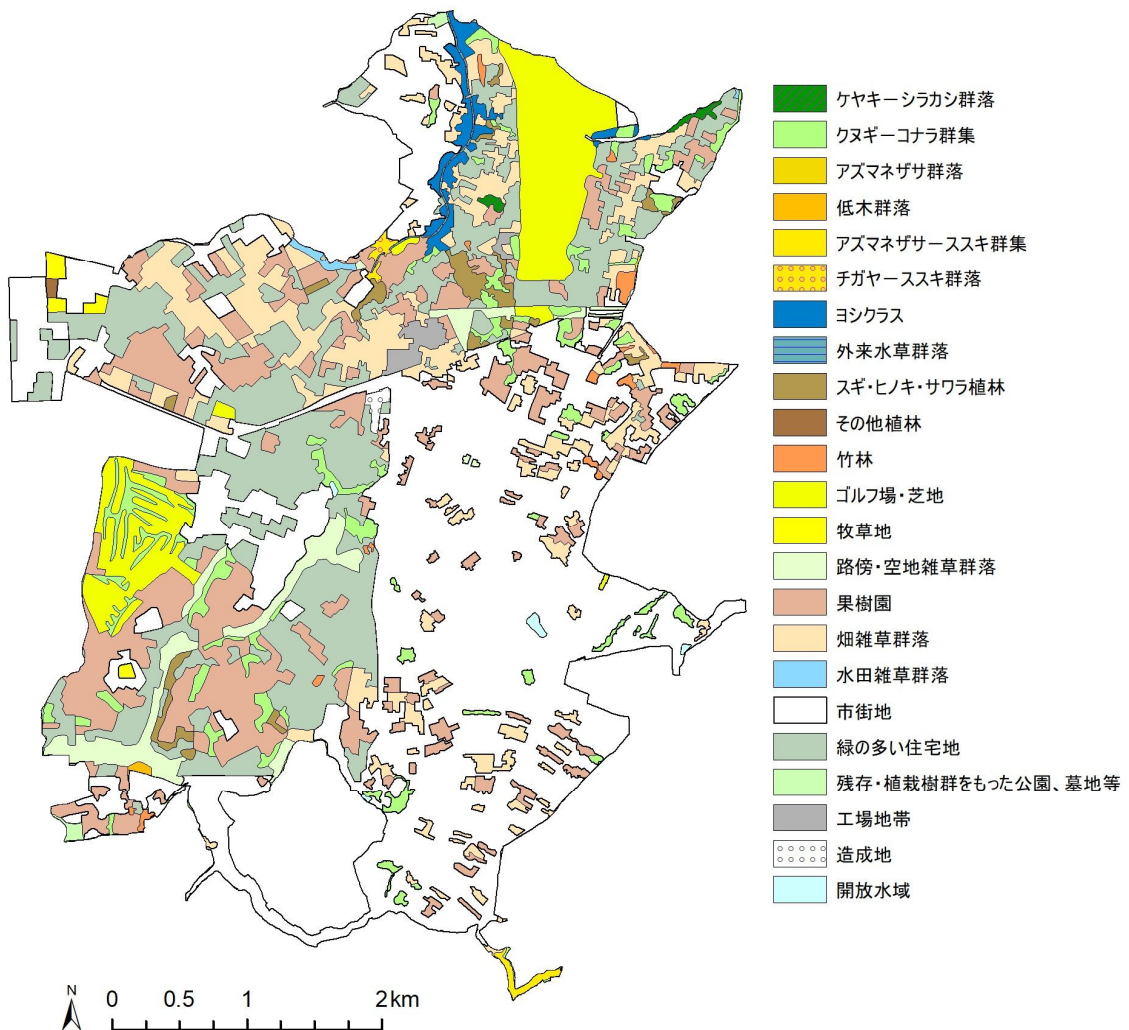 ケヤキーシラカシ群落
クヌギーコナラ群集
アズマネザサ群落
低木群落
アズマネザサーススキ群集
チガヤーススキ群落
ヨシクラス
外来水草群落
スギ・ヒノキ・サワラ植林
その他植林
竹林
ゴルフ場・芝地
牧草地
路傍・空地雑草群落
果樹園
畑雑草群落
水田雑草群落
市街地
緑の多い住宅地
残存・植栽樹群をもった公園、墓地等
工場地帯
造成地
開放水域
N
0 0.5 1 2km